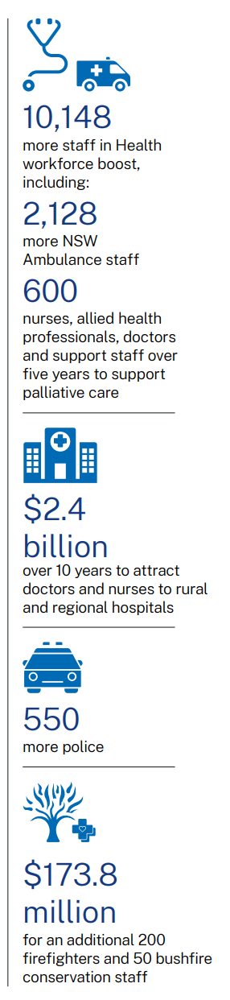 10,148
more staff in Health
workforce boost,
including:
2,128
more NSW
Ambulance staff
600
nurses, allied health
professionals, doctors
and support staff over
five years to support
palliative care
$2.4
billion
over 10 years to attract
doctors and nurses to rural
and regional hospitals
550
more police
$173.8
million
for an additional 200
firefighters and 50 bushfire
conservation staff